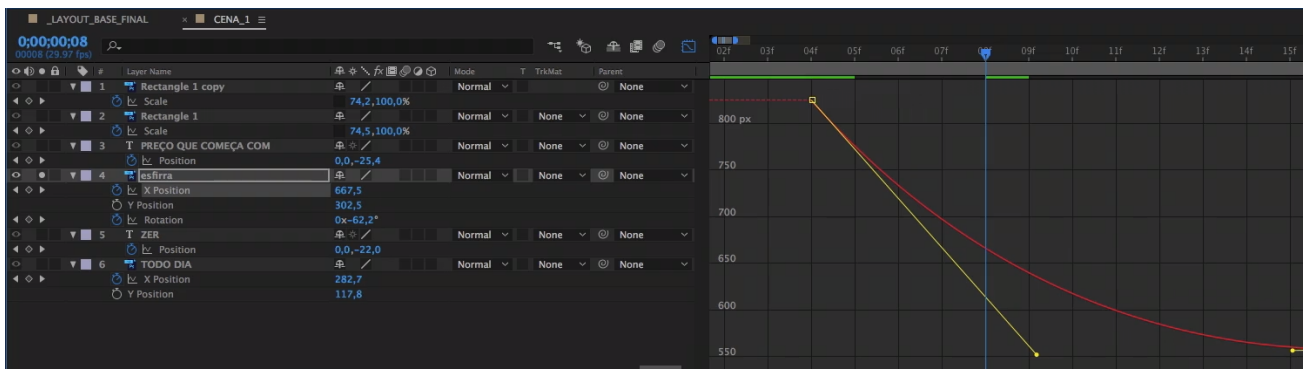 _LAYOUT_BASE_FINAL × CENA_1
0;00;00;08
00008 (29.97 fps)
# Layer Name Mode T TrkMat Parent
1 Rectangle 1 copy Normal None
Scale 74,2,100,0%
2 Rectangle 1 Normal None None
Scale 74,5,100,0%
3 T PREÇO QUE COMEÇA COM Normal None None
Position 0,0,-25,4
4 esfirra Normal None None
X Position 667,5
Y Position 302,5
Rotation 0x-62,2°
5 T ZER Normal None None
Position 0,0,-22,0
6 TODO DIA Normal None None
X Position 282,7
Y Position 117,8
02f 03f 04f 05f 06f 07f 09f 10f 11f 12f 13f 14f 15f
800 px
750
700
650
600
550